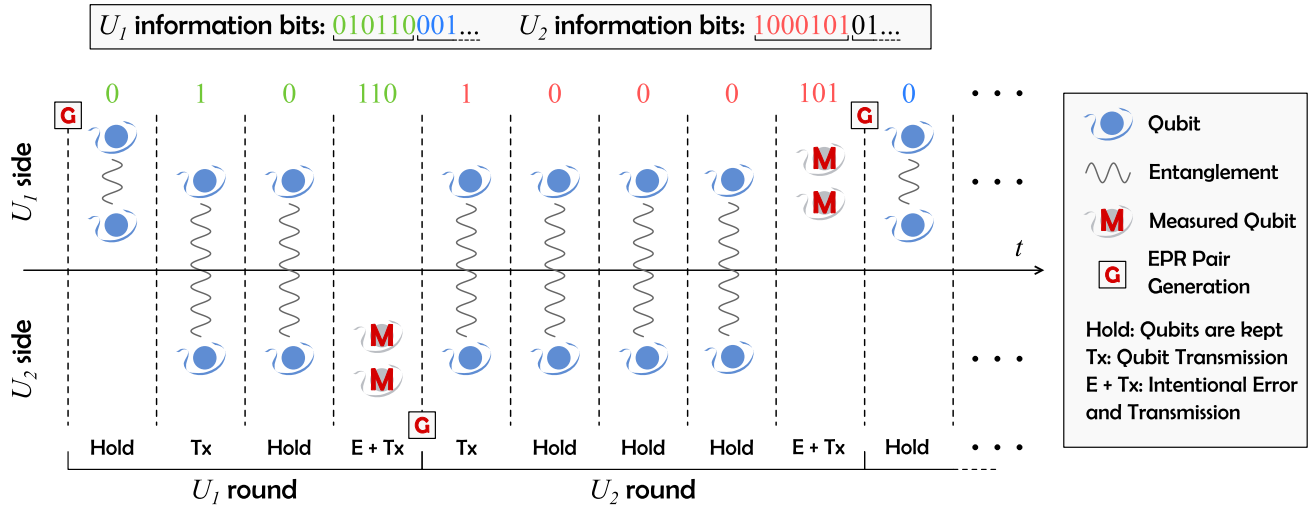 U1 information bits: 010110001... U2 information bits: 100010101...
0 1 0 110 1 0 0 0 101 0 • • •
G G
U1 side
M
M
• • •
t
U2 side
M
M
• • •
G
Hold Tx Hold E + Tx Tx Hold Hold Hold E + Tx Hold • • •
U1 round U2 round
Qubit
Entanglement
M Measured Qubit
G EPR Pair
Generation
Hold: Qubits are kept
Tx: Qubit Transmission
E + Tx: Intentional Error
and Transmission